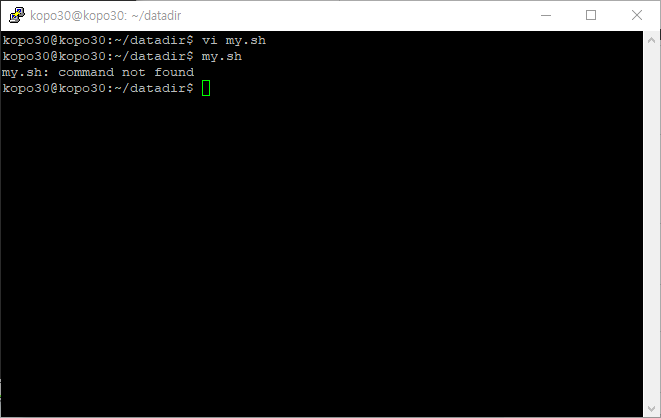 kopo30@kopo30: ~/datadir
kopo30@kopo30:~/datadir$ vi my.sh
kopo30@kopo30:~/datadir$ my.sh
my.sh: command not found
kopo30@kopo30:~/datadir$